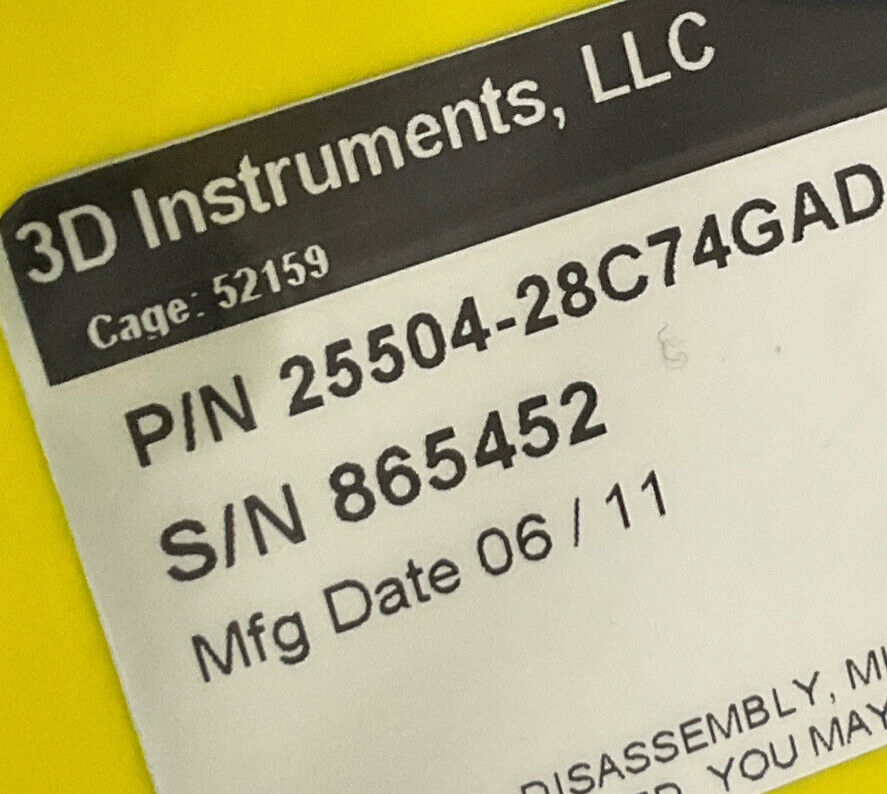 3D Instruments, LLC
Cage: 52159
P/N 25504-28C74GAD
S/N 865452
Mfg Date 06 / 11
DISASSEMBLY,
YOU MAY